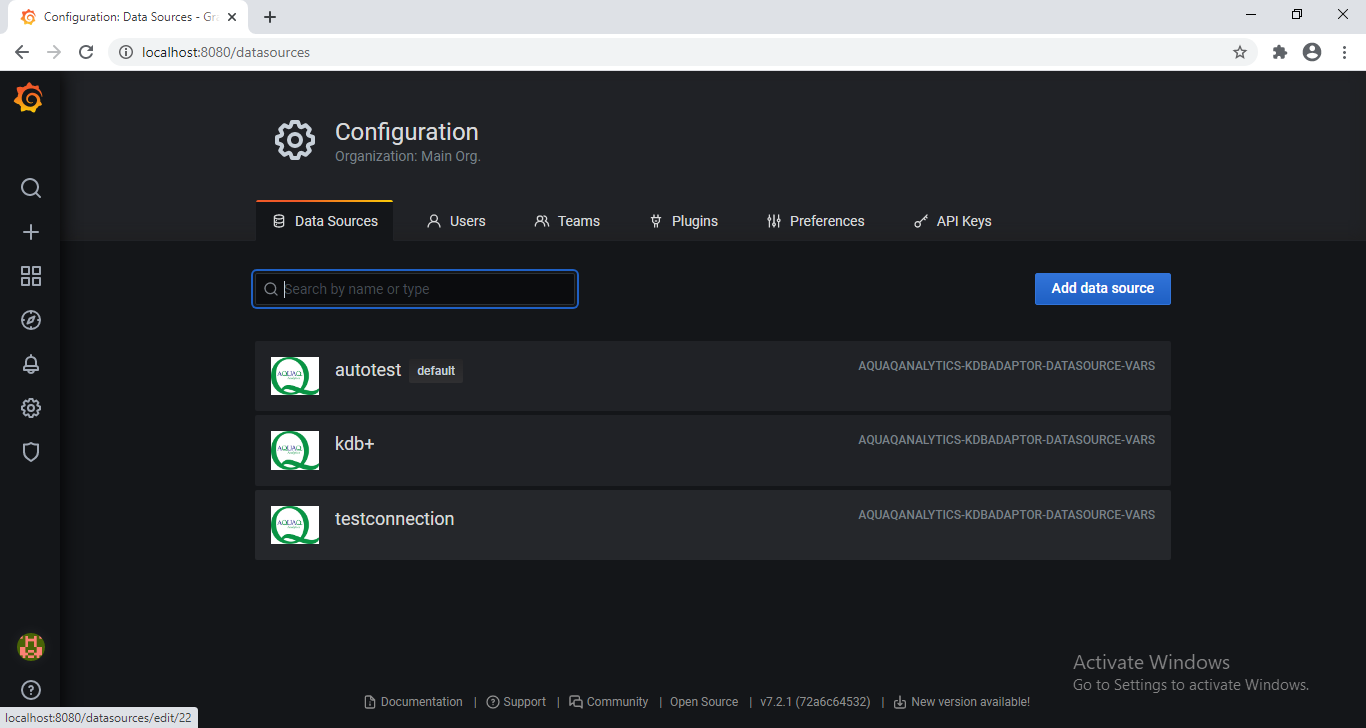 Configuration: Data Sources - Gr
localhost:8080/datasources
Configuration
Organization: Main Org.
Data Sources
Users
Teams
Plugins
Preferences
API Keys
Search by name or type
Add data source
AQUAQ
autotest
default
AQUAQANALYTICS-KDBADAPTOR-DATASOURCE-VARS
AQUAQ
kdb+
AQUAQANALYTICS-KDBADAPTOR-DATASOURCE-VARS
AQUAQ
testconnection
AQUAQANALYTICS-KDBADAPTOR-DATASOURCE-VARS
Activate Windows
Go to Settings to activate Windows.
Documentation | Support | Community | Open Source | v7.2.1 (72a6c64532) | New version available!
localhost:8080/datasources/edit/22